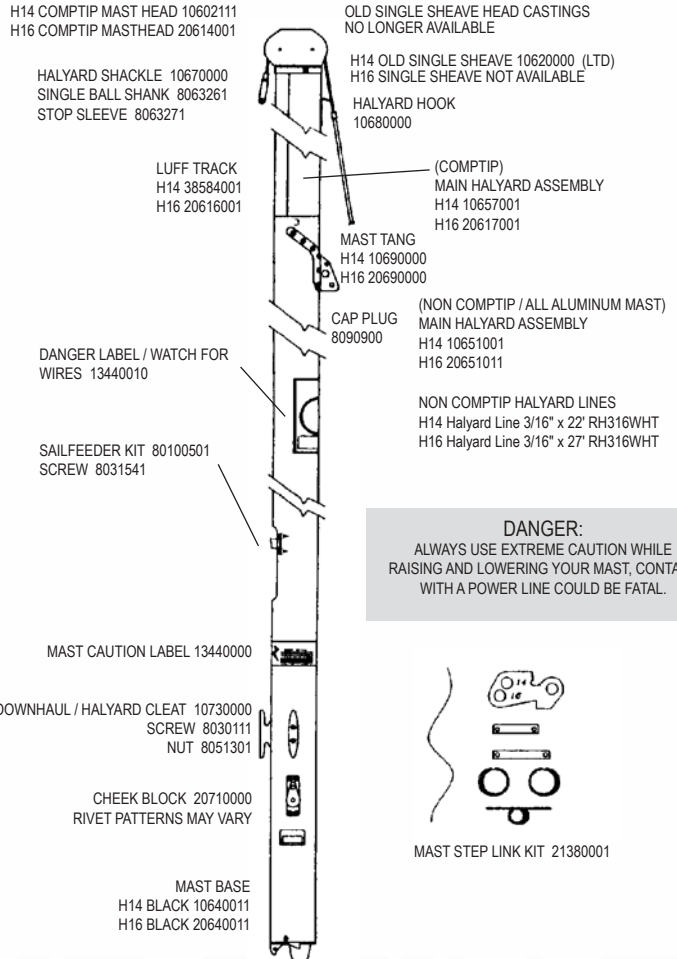 H14 COMPTIP MAST HEAD 10602111
H16 COMPTIP MASTHEAD 20614001
OLD SINGLE SHEAVE HEAD CASTINGS
NO LONGER AVAILABLE
H14 OLD SINGLE SHEAVE 10620000 (LTD)
H16 SINGLE SHEAVE NOT AVAILABLE
HALYARD SHACKLE 10670000
SINGLE BALL SHANK 8063261
STOP SLEEVE 8063271
HALYARD HOOK
10680000
LUFF TRACK
H14 38584001
H16 20616001
(COMPTIP)
MAIN HALYARD ASSEMBLY
H14 10657001
H16 20617001
MAST TANG
H14 10690000
H16 20690000
CAP PLUG
8090900
(NON COMPTIP / ALL ALUMINUM MAST)
MAIN HALYARD ASSEMBLY
H14 10651001
H16 20651011
DANGER LABEL / WATCH FOR
WIRES 13440010
NON COMPTIP HALYARD LINES
H14 Halyard Line 3/16" x 22' RH316WHT
H16 Halyard Line 3/16" x 27' RH316WHT
SAILFEEDER KIT 80100501
SCREW 8031541
DANGER:
ALWAYS USE EXTREME CAUTION WHILE
RAISING AND LOWERING YOUR MAST, CONTA
WITH A POWER LINE COULD BE FATAL.
MAST CAUTION LABEL 13440000
14
16
DOWNHAUL / HALYARD CLEAT 10730000
SCREW 8030111
NUT 8051301
CHEEK BLOCK 20710000
RIVET PATTERNS MAY VARY
MAST STEP LINK KIT 21380001
MAST BASE
H14 BLACK 10640011
H16 BLACK 20640011